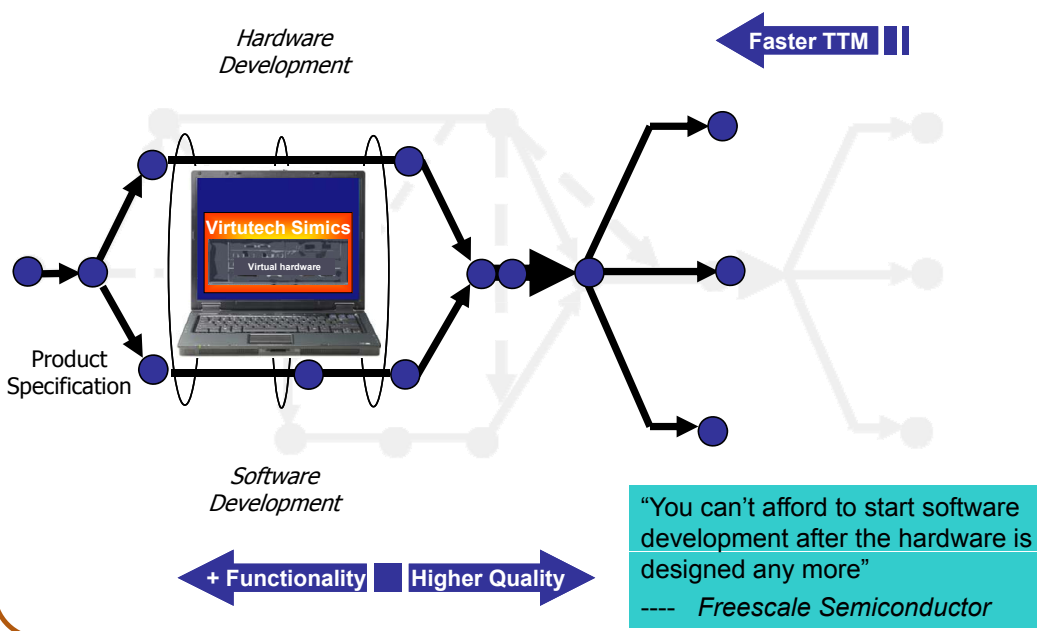 Hardware
Development
Faster TTM
Virtutech Simics
Virtual hardware
Product
Specification
Software
Development
+ Functionality
Higher Quality
“You can’t afford to start software
development after the hardware is
designed any more”
---- Freescale Semiconductor